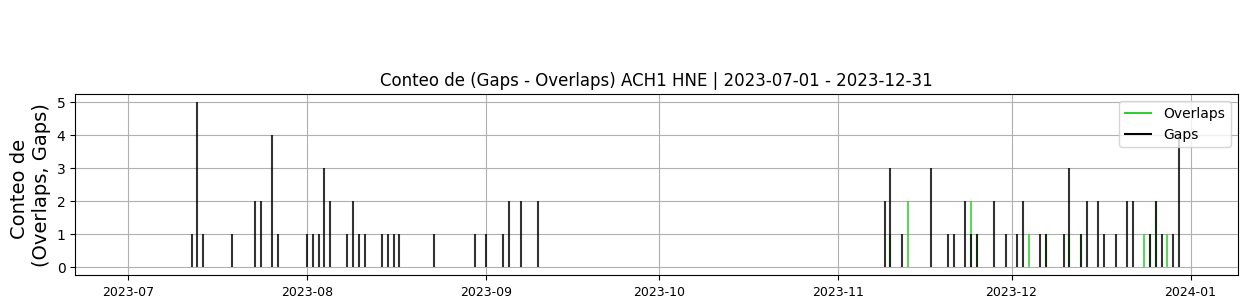 Conteo de (Gaps - Overlaps) ACH1 HNE | 2023-07-01 - 2023-12-31
Conteo de
(Overlaps, Gaps)
5
4
3
2
1
0
Overlaps
Gaps
2023-07 2023-08 2023-09 2023-10 2023-11 2023-12 2024-01